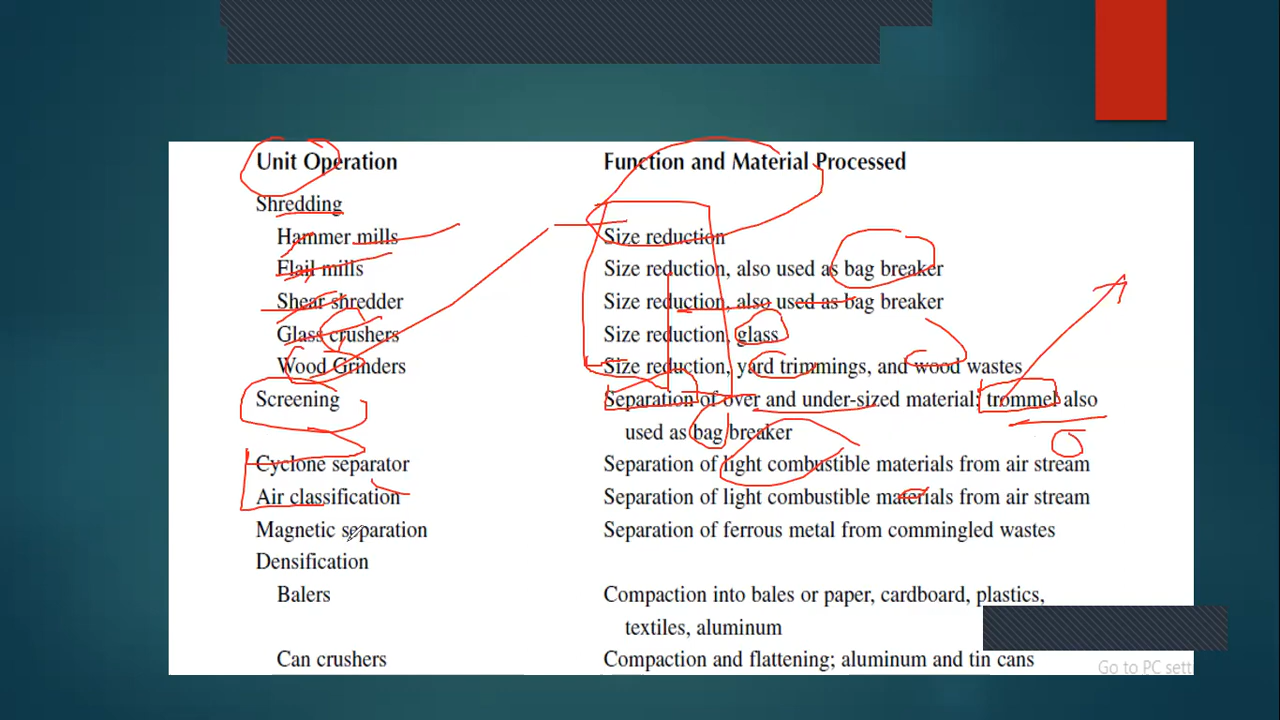 Unit Operation Function and Material Processed
Shredding
Hammer mills Size reduction
Flail mills Size reduction, also used as bag breaker
Shear shredder Size reduction, also used as bag breaker
Glass crushers Size reduction, glass
Wood Grinders Size reduction, yard trimmings, and wood wastes
Screening Separation of over and under-sized material; trommel also
used as bag breaker
Cyclone separator Separation of light combustible materials from air stream
Air classification Separation of light combustible materials from air stream
Magnetic separation Separation of ferrous metal from commingled wastes
Densification
Balers Compaction into bales or paper, cardboard, plastics,
textiles, aluminum
Can crushers Compaction and flattening; aluminum and tin cans
Go to PC setti